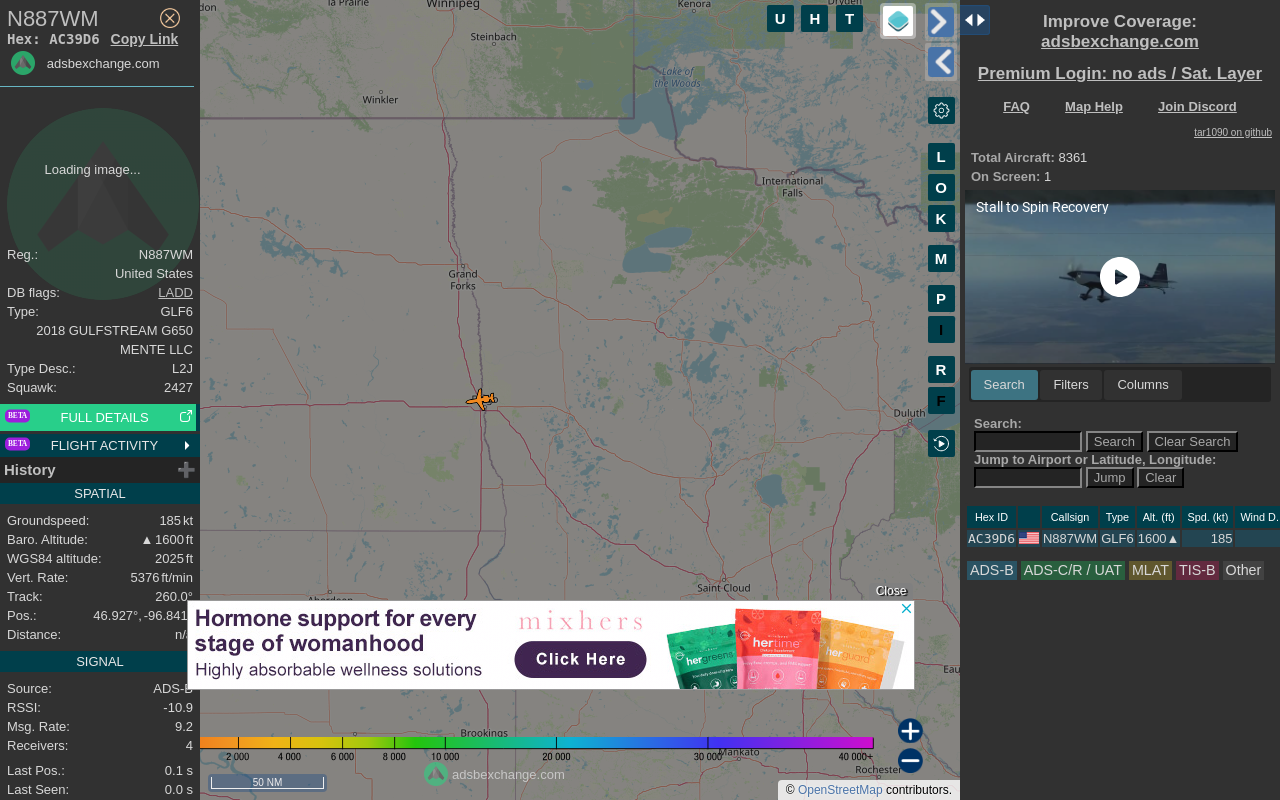 N887WM
Hex: AC39D6 Copy Link
adsbexchange.com
Loading image...
Reg.: N887WM
United States
DB flags: LADD
Type: GLF6
2018 GULFSTREAM G650
MENTE LLC
Type Desc.: L2J
Squawk: 2427
BETA FULL DETAILS
BETA FLIGHT ACTIVITY
History
SPATIAL
Groundspeed: 185 kt
Baro. Altitude: ▲ 1600 ft
WGS84 altitude: 2025 ft
Vert. Rate: 5376 ft/min
Track: 260.0°
Pos.: 46.927°, -96.841°
Distance: n/a
SIGNAL
Source: ADS-B
RSSI: -10.9
Msg. Rate: 9.2
Receivers: 4
Last Pos.: 0.1 s
Last Seen: 0.0 s
la Prairie
Winnipeg
Kenora
Dryden
Steinbach
Lake of
the Woods
Winkler
International
Falls
Grand
Forks
Duluth
Saint Cloud
Aberdeen
Brookings
Mankato
Rochester
Eau
U H T
L
O
K
M
P
I
R
F
Close
Hormone support for every
stage of womanhood
Highly absorbable wellness solutions
mixhers
Click Here
hergreens
hertime
herguard
2 000 4 000 6 000 8 000 10 000 20 000 30 000 40 000+
50 NM
adsbexchange.com
© OpenStreetMap contributors.
Improve Coverage:
adsbexchange.com
Premium Login: no ads / Sat. Layer
FAQ Map Help Join Discord
tar1090 on github
Total Aircraft: 8361
On Screen: 1
Stall to Spin Recovery
Search Filters Columns
Search:
Search Clear Search
Jump to Airport or Latitude, Longitude:
Jump Clear
Hex ID Callsign Type Alt. (ft) Spd. (kt) Wind D.
AC39D6 N887WM GLF6 1600▲ 185
ADS-B ADS-C/R / UAT MLAT TIS-B Other